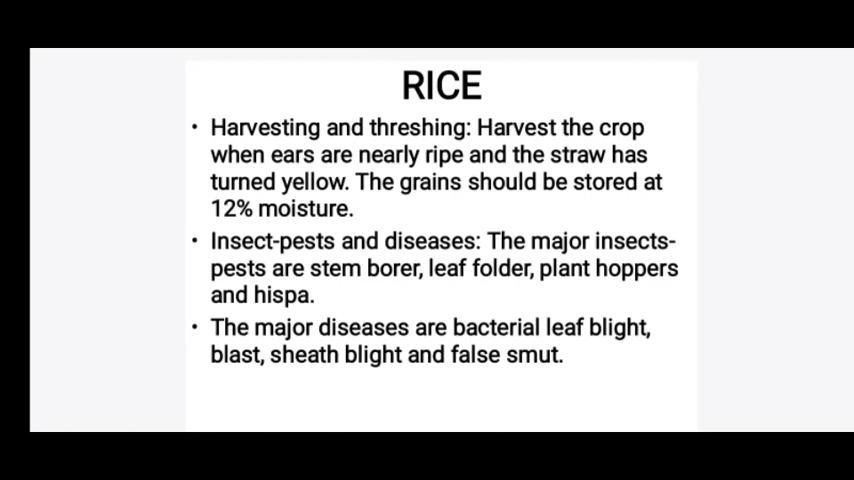 RICE
• Harvesting and threshing: Harvest the crop
when ears are nearly ripe and the straw has
turned yellow. The grains should be stored at
12% moisture.
• Insect-pests and diseases: The major insects-
pests are stem borer, leaf folder, plant hoppers
and hispa.
• The major diseases are bacterial leaf blight,
blast, sheath blight and false smut.